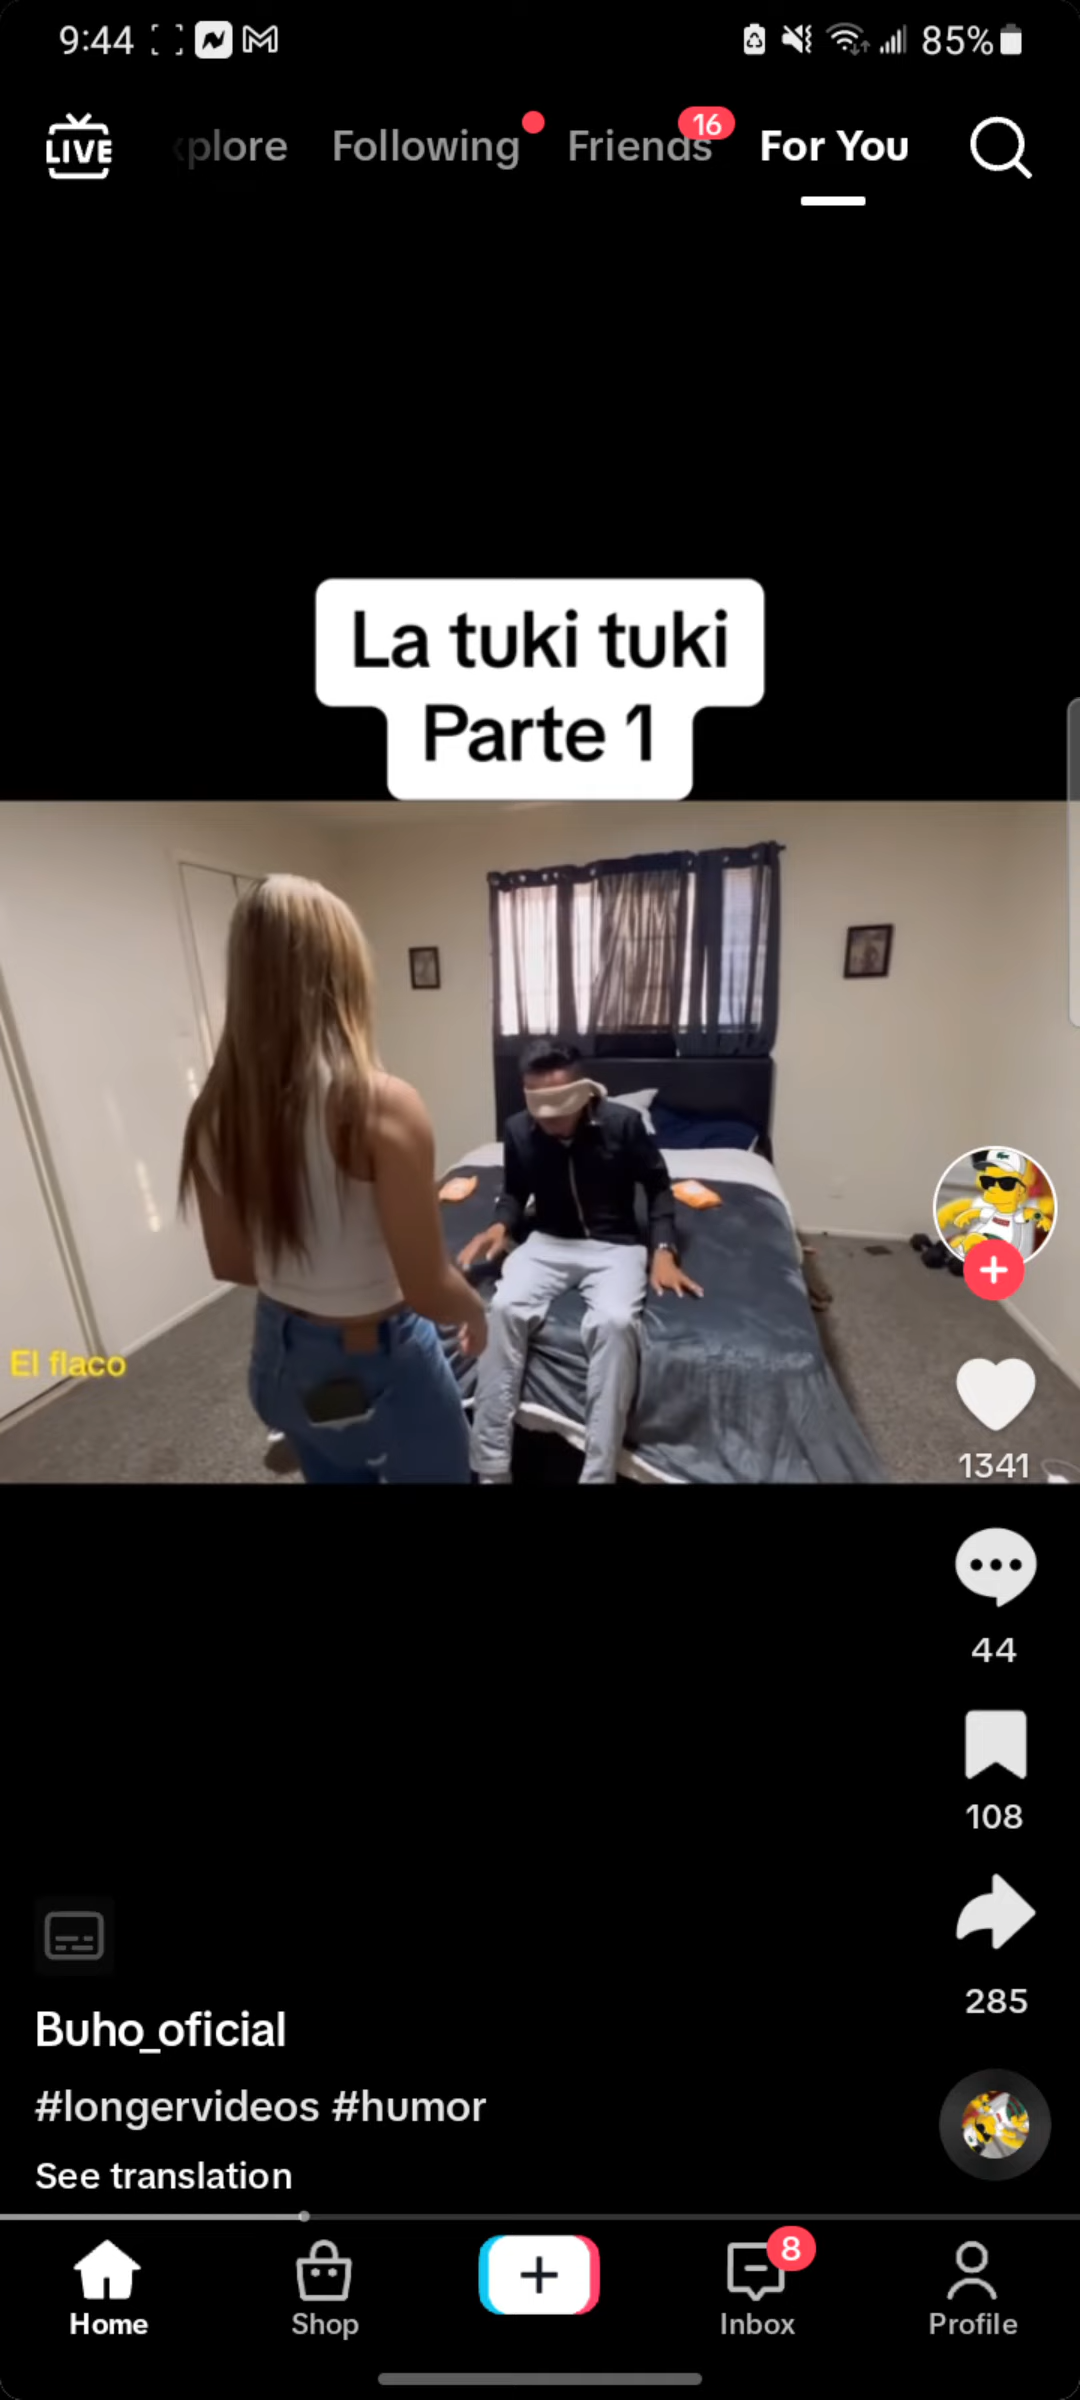 9:44
85%
LIVE
xplore
Following
Friends
16
For You
La tuki tuki
Parte 1
El flaco
1341
44
108
285
Buho_oficial
#longervideos #humor
See translation
Home
Shop
Inbox
8
Profile